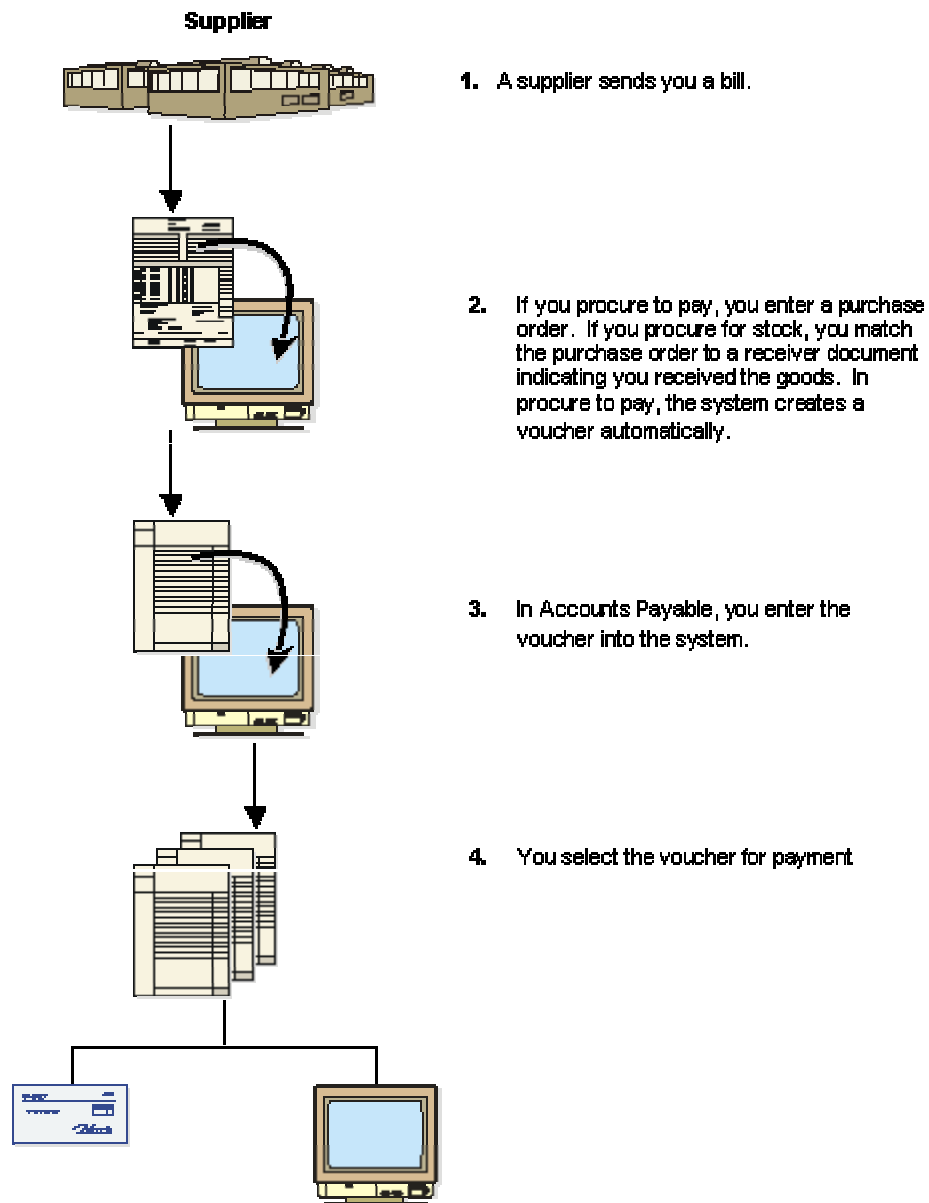 Supplier
1. A supplier sends you a bill.
2. If you procure to pay, you enter a purchase
order. If you procure for stock, you match
the purchase order to a receiver document
indicating you received the goods. In
procure to pay, the system creates a
voucher automatically.
3. In Accounts Payable, you enter the
voucher into the system.
4. You select the voucher for payment